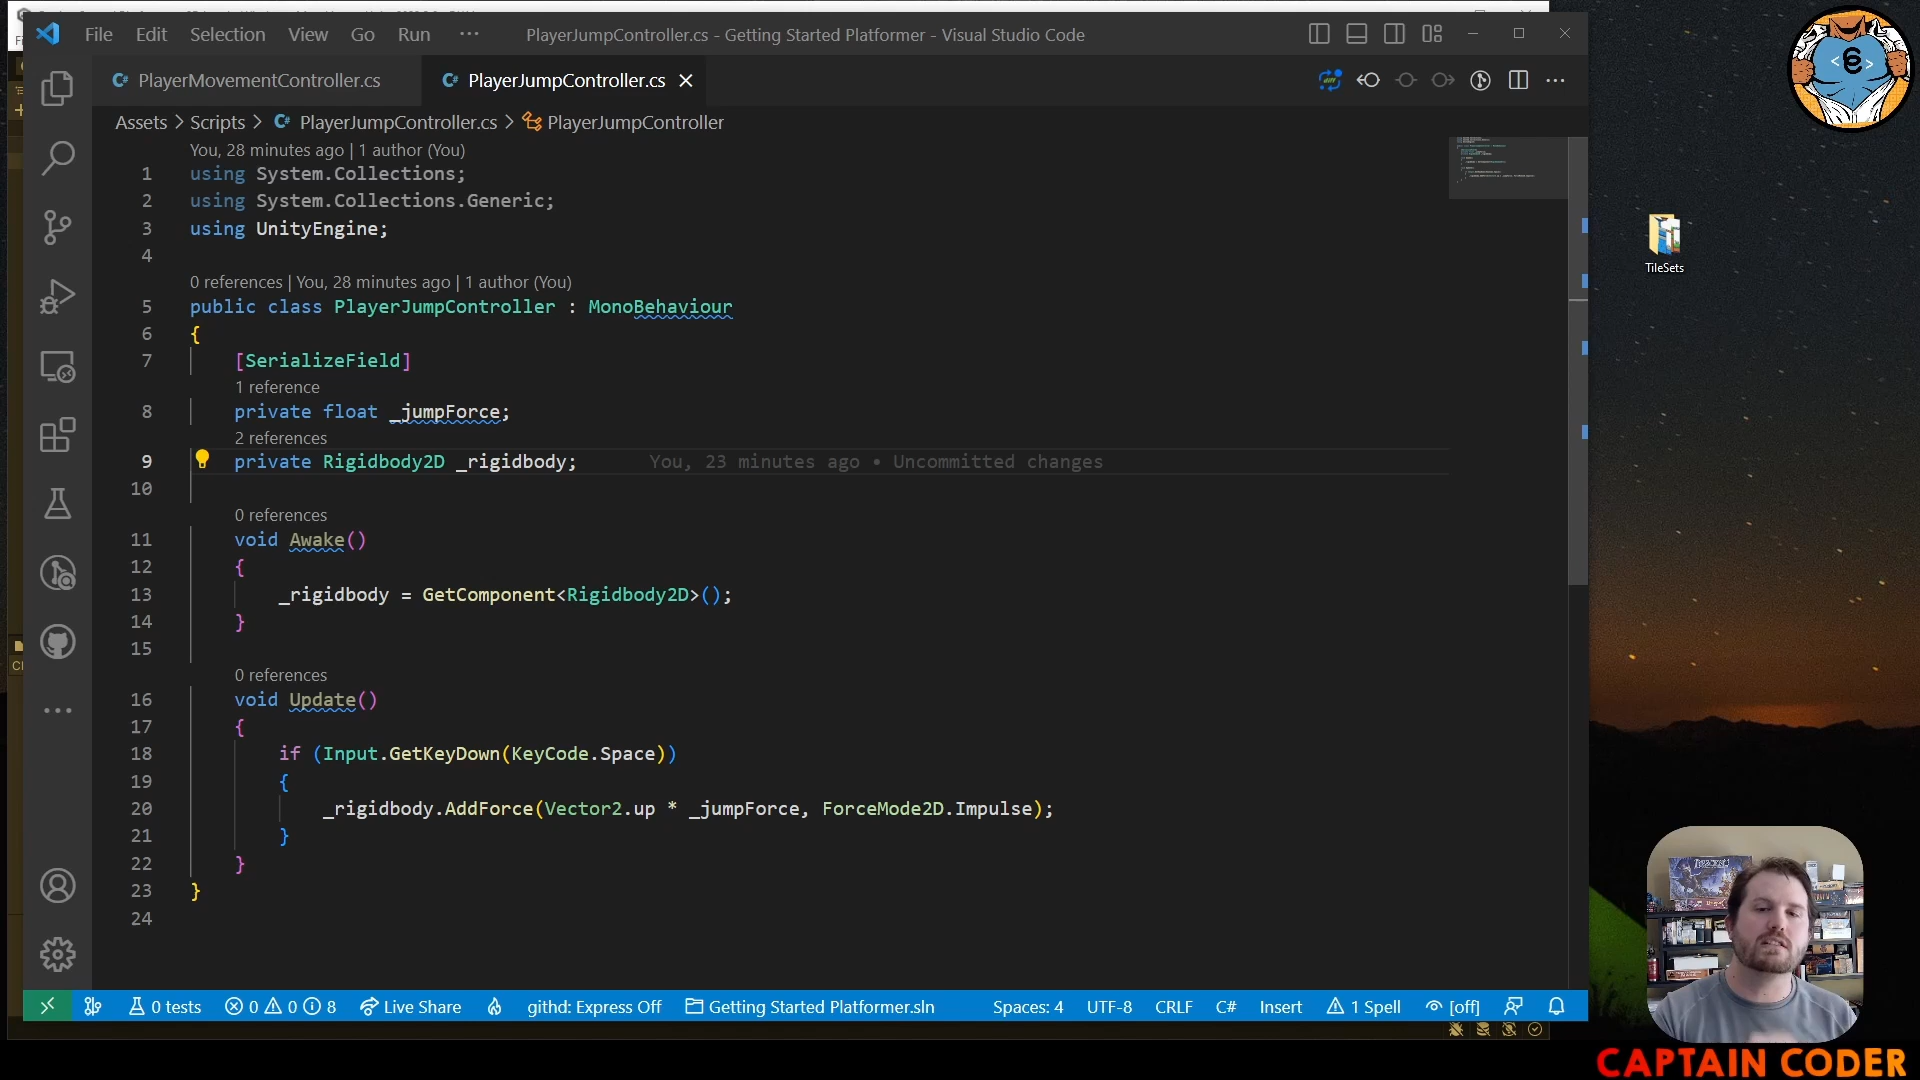 File Edit Selection View Go Run ··· PlayerJumpController.cs - Getting Started Platformer - Visual Studio Code
PlayerMovementController.cs PlayerJumpController.cs
Assets > Scripts > PlayerJumpController.cs > PlayerJumpController
You, 28 minutes ago | 1 author (You)
1 using System.Collections;
2 using System.Collections.Generic;
3 using UnityEngine;
4
0 references | You, 28 minutes ago | 1 author (You)
5 public class PlayerJumpController : MonoBehaviour
6 {
7 [SerializeField]
1 reference
8 private float _jumpForce;
2 references
9 private Rigidbody2D _rigidbody; You, 23 minutes ago • Uncommitted changes
10
0 references
11 void Awake()
12 {
13 _rigidbody = GetComponent<Rigidbody2D>();
14 }
15
0 references
16 void Update()
17 {
18 if (Input.GetKeyDown(KeyCode.Space))
19 {
20 _rigidbody.AddForce(Vector2.up * _jumpForce, ForceMode2D.Impulse);
21 }
22 }
23 }
24
0 tests 0 0 8 Live Share githd: Express Off Getting Started Platformer.sln Spaces: 4 UTF-8 CRLF C# Insert 1 Spell [off]
TileSets
CAPTAIN CODER